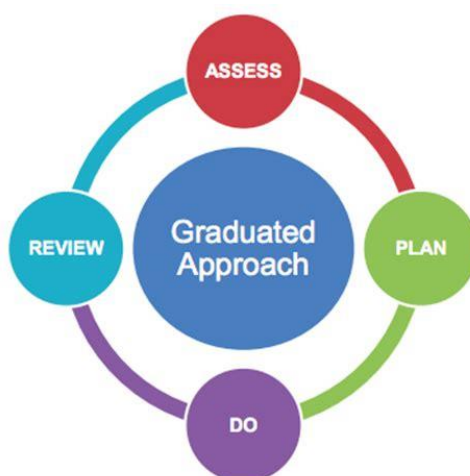 ASSESS
REVIEW
Graduated
Approach
PLAN
DO